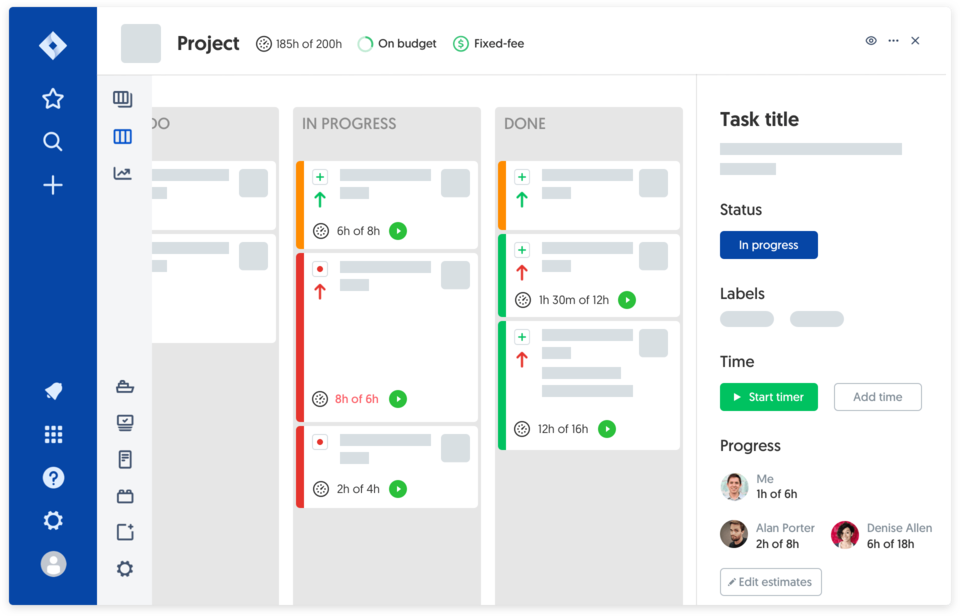 Project
185h of 200h
On budget
Fixed-fee
DO
IN PROGRESS
6h of 8h
8h of 6h
2h of 4h
DONE
1h 30m of 12h
12h of 16h
Task title
Status
In progress
Labels
Time
Start timer
Add time
Progress
Me
1h of 6h
Alan Porter
2h of 8h
Denise Allen
6h of 18h
Edit estimates